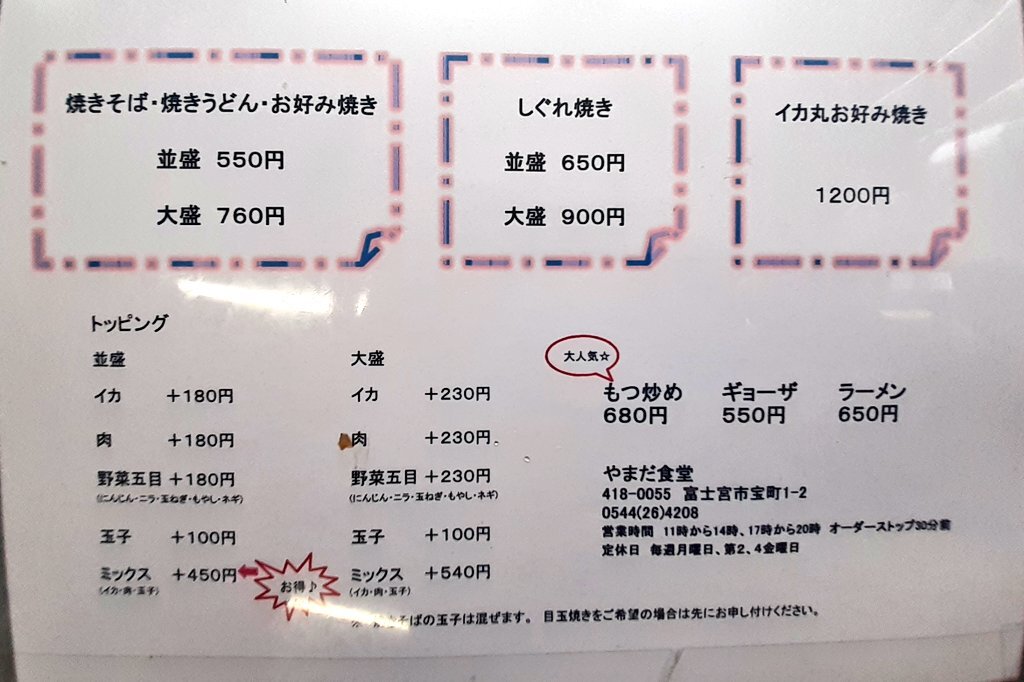 焼きそば・焼きうどん・お好み焼き
並盛 550円
大盛 760円
しぐれ焼き
並盛 650円
大盛 900円
イカ丸お好み焼き
1200円
トッピング
並盛
イカ +180円
肉 +180円
野菜五目 +180円
(にんじん・ニラ・玉ねぎ・もやし・ネギ)
玉子 +100円
ミックス +450円
(イカ・肉・玉子)
お得♪
大盛
イカ +230円
肉 +230円
野菜五目 +230円
(にんじん・ニラ・玉ねぎ・もやし・ネギ)
玉子 +100円
ミックス +540円
(イカ・肉・玉子)
大人気☆
もつ炒め ギョーザ ラーメン
680円 550円 650円
やまだ食堂
418-0055 富士宮市宝町1-2
0544(26)4208
営業時間 11時から14時、17時から20時 オーダーストップ30分前
定休日 毎週月曜日、第2、4金曜日
そばの玉子は混ぜます。 目玉焼きをご希望の場合は先にお申し付けください。